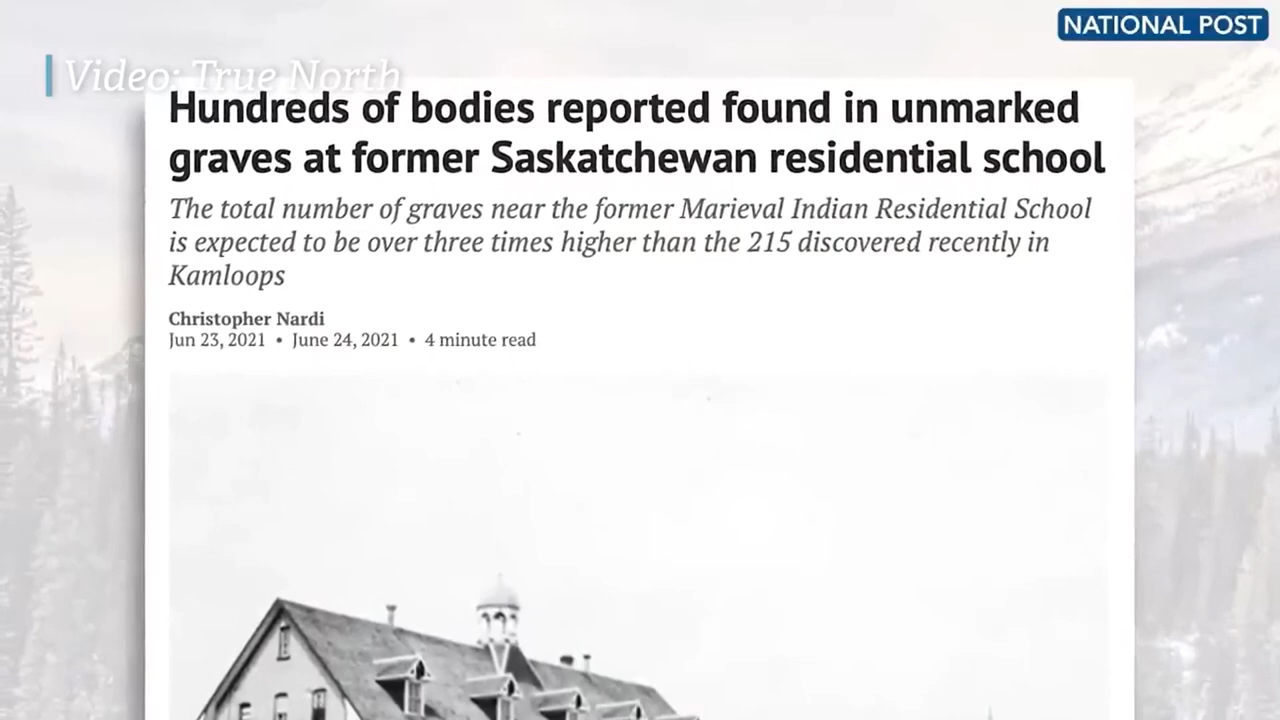 NATIONAL POST
Video: True North
Hundreds of bodies reported found in unmarked
graves at former Saskatchewan residential school
The total number of graves near the former Marieval Indian Residential School
is expected to be over three times higher than the 215 discovered recently in
Kamloops
Christopher Nardi
Jun 23, 2021 • June 24, 2021 • 4 minute read